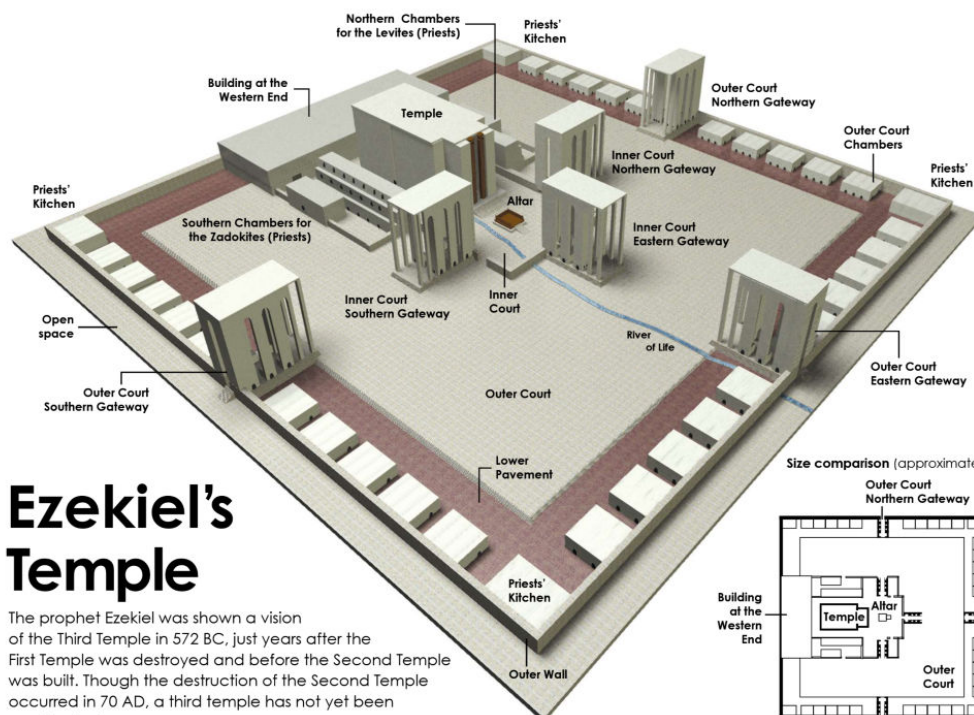 Northern Chambers
for the Levites (Priests)
Priests'
Kitchen
Building at the
Western End
Temple
Outer Court
Northern Gateway
Outer Court
Chambers
Inner Court
Northern Gateway
Priests'
Kitchen
Priests'
Kitchen
Altar
Southern Chambers for
the Zadokites (Priests)
Inner Court
Eastern Gateway
Inner Court
Southern Gateway
Inner
Court
Open
space
River
of Life
Outer Court
Eastern Gateway
Outer Court
Southern Gateway
Outer Court
Lower
Pavement
Priests'
Kitchen
Outer Wall
Ezekiel's
Temple
The prophet Ezekiel was shown a vision
of the Third Temple in 572 BC, just years after the
First Temple was destroyed and before the Second Temple
was built. Though the destruction of the Second Temple
occurred in 70 AD, a third temple has not yet been
Size comparison (approximate
Outer Court
Northern Gateway
Building
at the
Western
End
Temple
Altar
Outer
Court